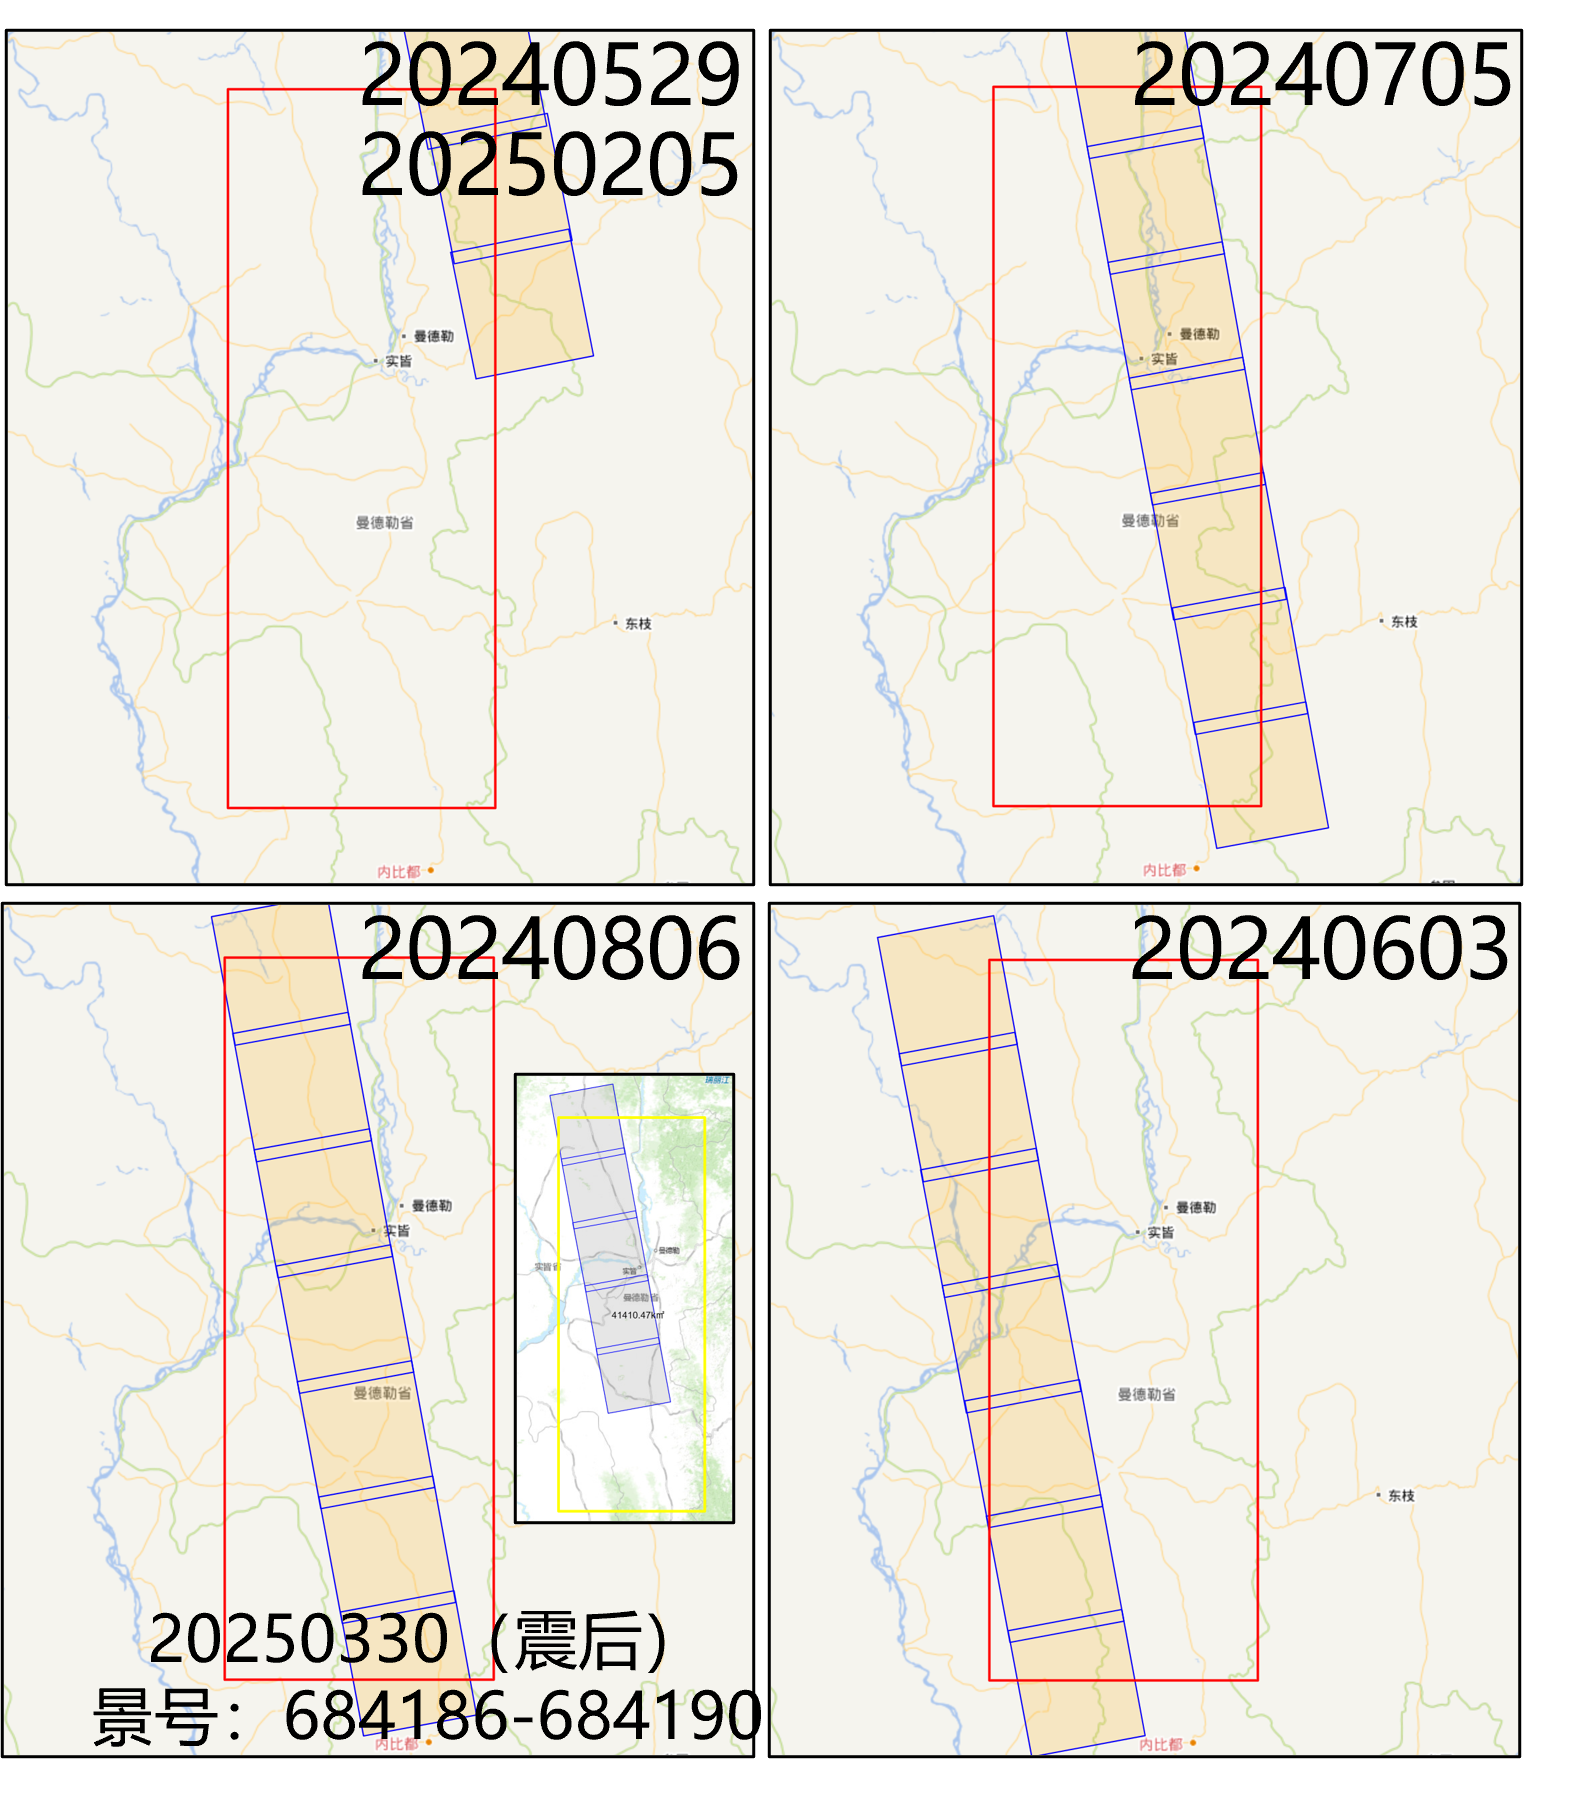 20240529
20250205
曼德勒
实皆
曼德勒省
东枝
内比都
20240705
曼德勒
实皆
曼德勒省
东枝
内比都
20240806
曼德勒
实皆
曼德勒省
瑞丽江
曼德勒
实皆省
实皆
曼德勒省
41410.47km²
20250330（震后）
景号：684186-684190
内比都
20240603
曼德勒
实皆
曼德勒省
东枝
内比都